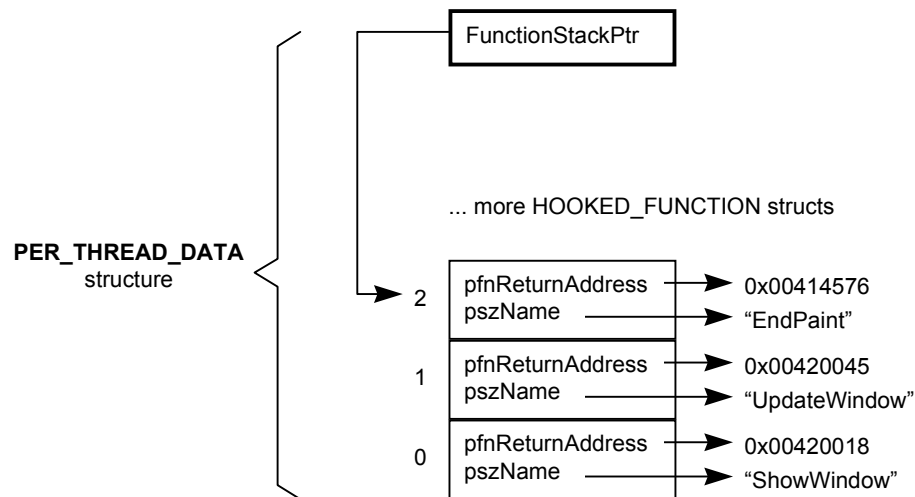 FunctionStackPtr
... more HOOKED_FUNCTION structs
PER_THREAD_DATA
structure
2
pfnReturnAddress
0x00414576
pszName
“EndPaint”
1
pfnReturnAddress
0x00420045
pszName
“UpdateWindow”
0
pfnReturnAddress
0x00420018
pszName
“ShowWindow”